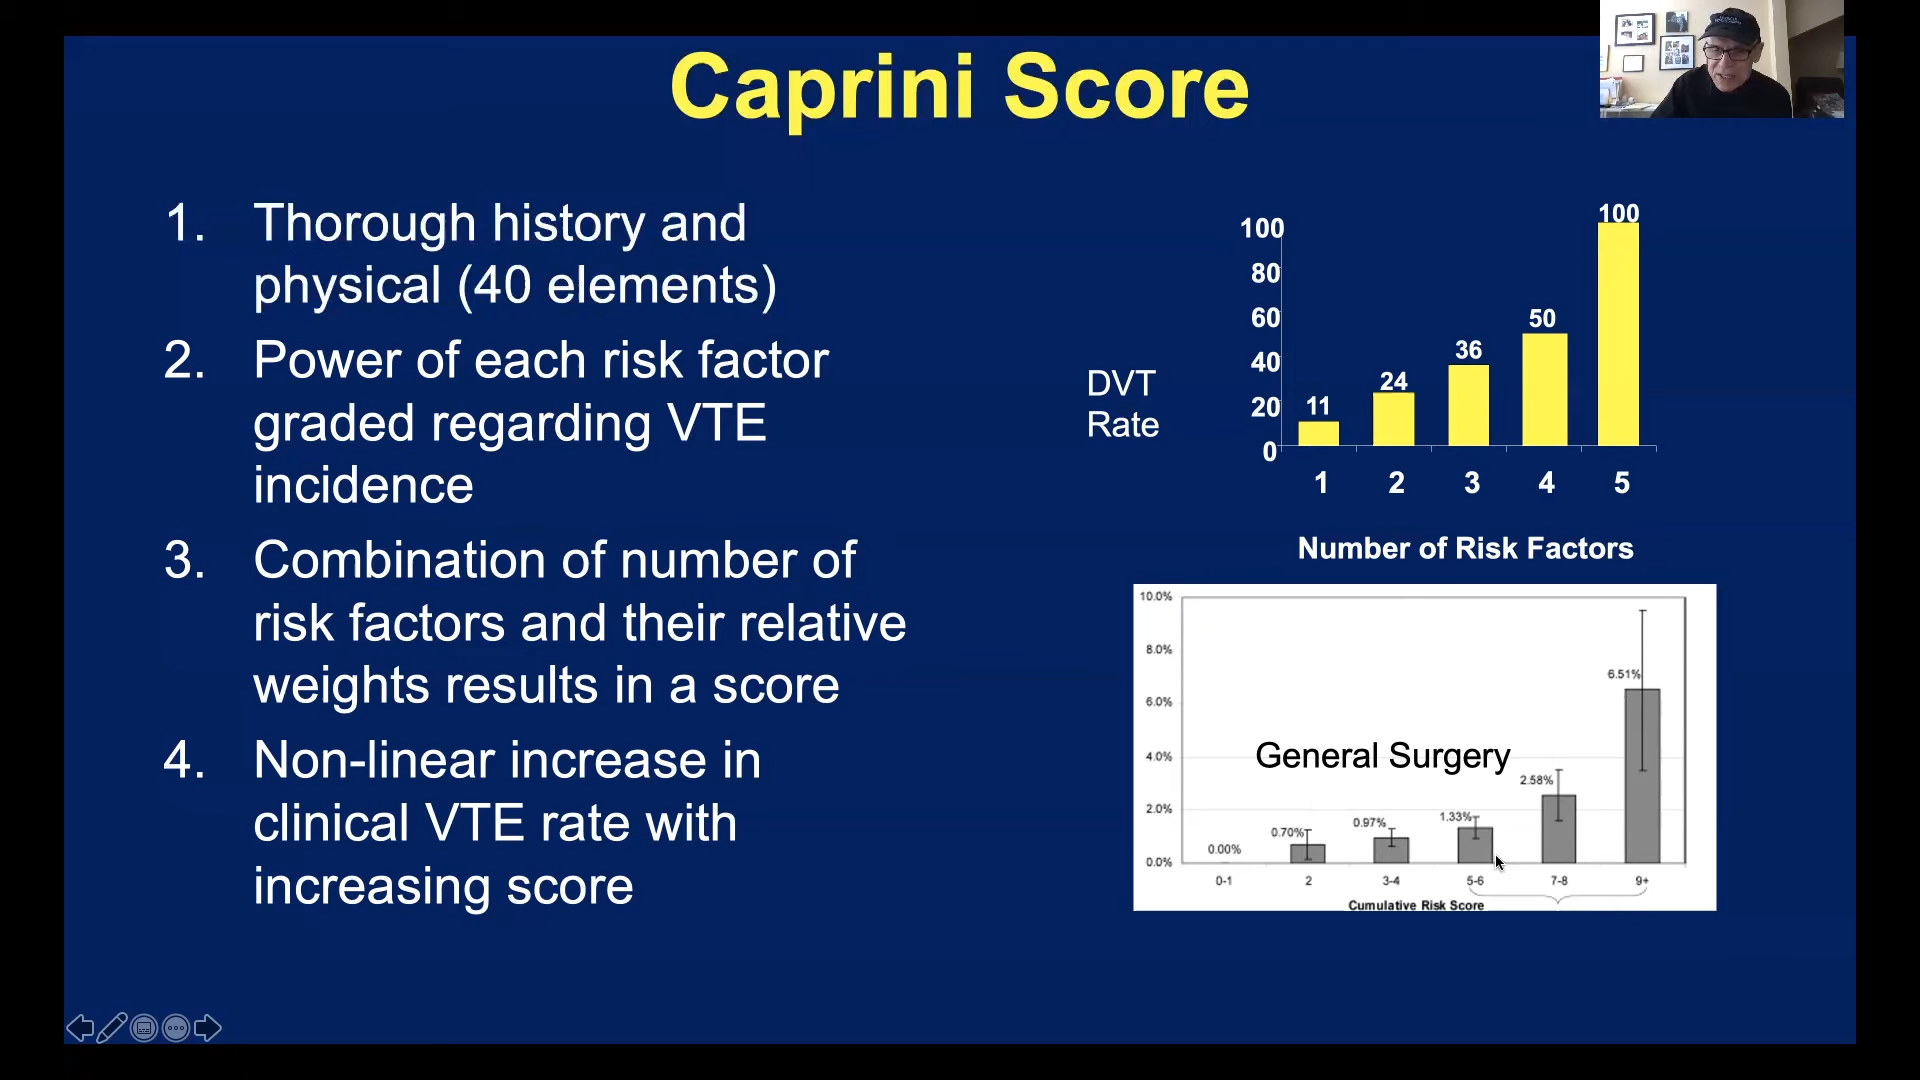 Caprini Score
1. Thorough history and
physical (40 elements)
2. Power of each risk factor
graded regarding VTE
incidence
3. Combination of number of
risk factors and their relative
weights results in a score
4. Non-linear increase in
clinical VTE rate with
increasing score
DVT
Rate
100
80
60
40
20
0
11
24
36
50
100
1 2 3 4 5
Number of Risk Factors
10.0%
8.0%
6.0%
4.0%
2.0%
0.0%
General Surgery
0.00%
0.70%
0.97%
1.33%
2.58%
6.51%
0-1 2 3-4 5-6 7-8 9+
Cumulative Risk Score